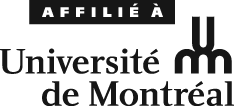 AFFILIÉ À
Université
de Montréal